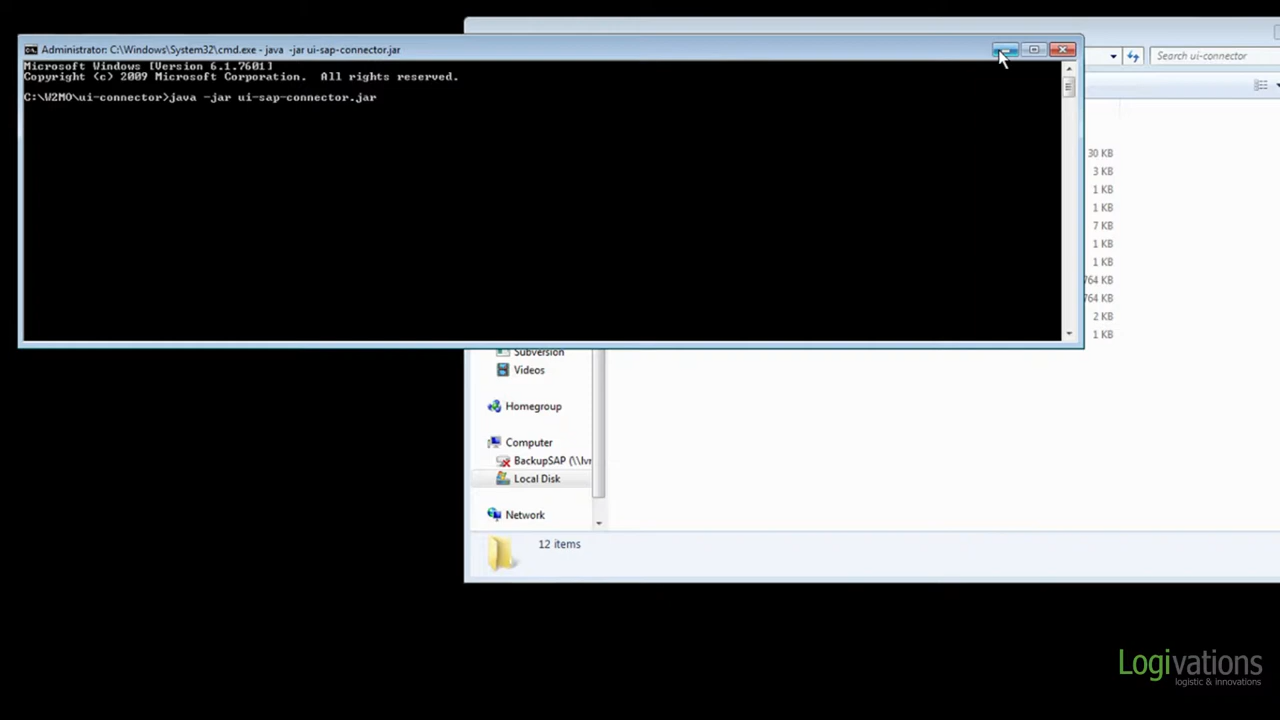 Administrator: C:\Windows\System32\cmd.exe - java -jar ui-sap-connector.jar
Microsoft Windows [Version 6.1.7601]
Copyright (c) 2009 Microsoft Corporation. All rights reserved.
C:\W2MO\ui-connector>java -jar ui-sap-connector.jar
Search ui-connector
30 KB
3 KB
1 KB
1 KB
7 KB
1 KB
1 KB
764 KB
764 KB
2 KB
1 KB
Subversion
Videos
Homegroup
Computer
BackupSAP (\\lvr
Local Disk
Network
12 items
Logivations
logistic & innovations